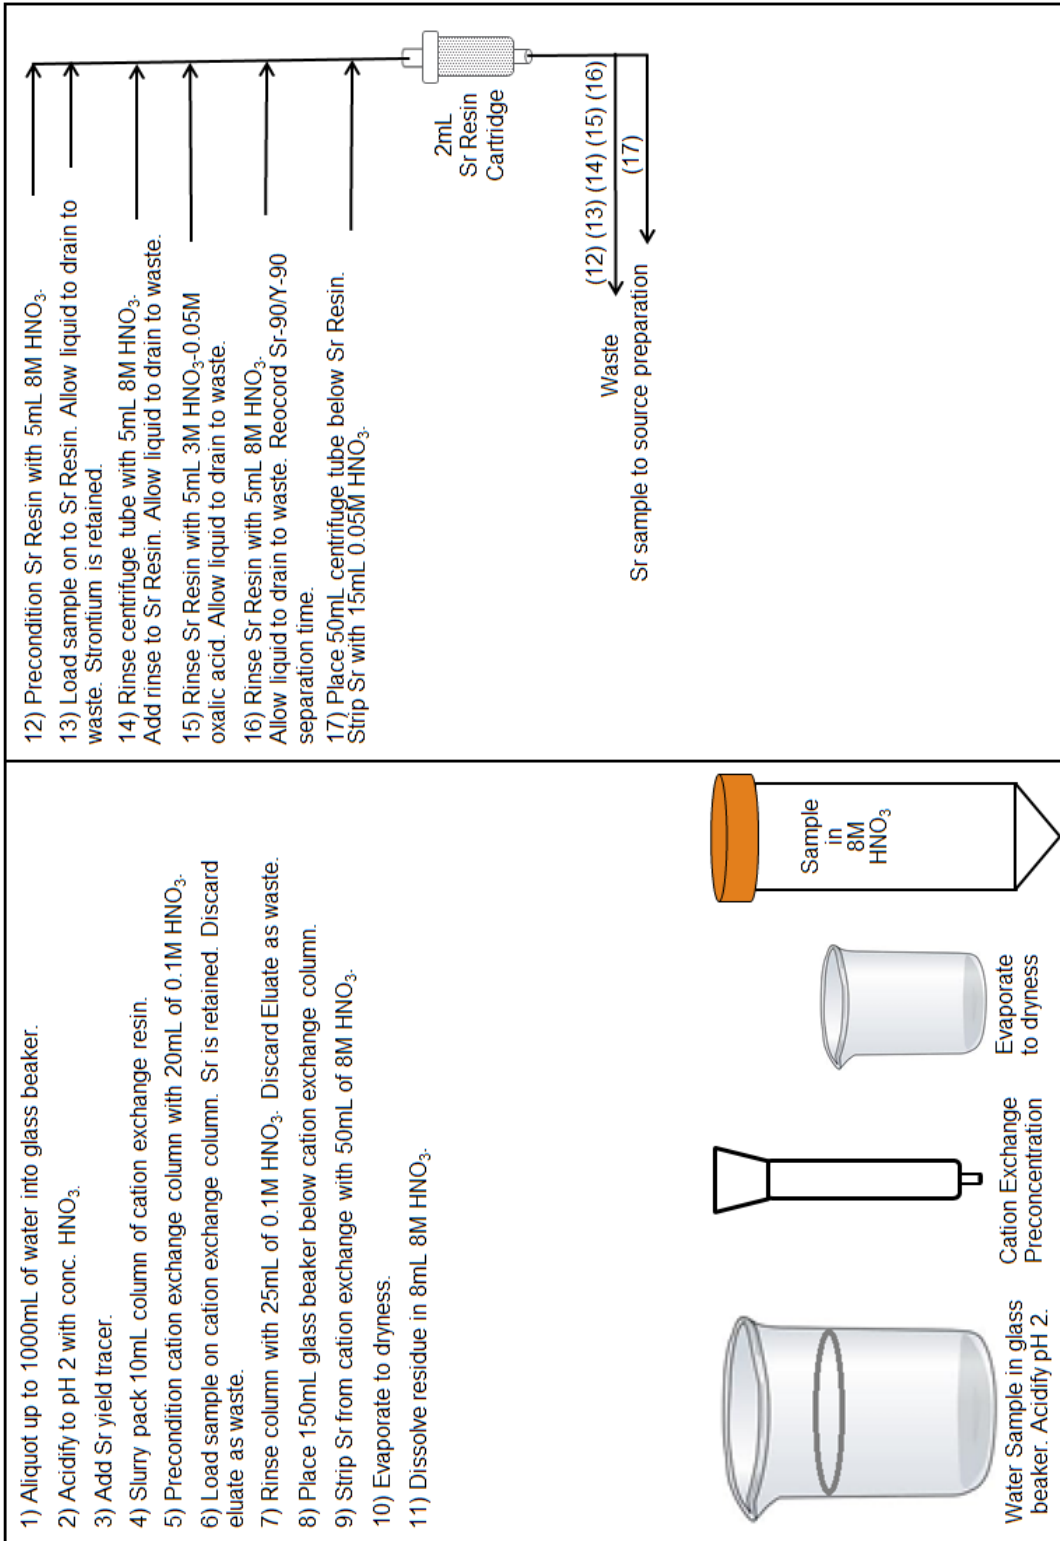 1) Aliquot up to 1000mL of water into glass beaker.
2) Acidify to pH 2 with conc. HNO₃.
3) Add Sr yield tracer.
4) Slurry pack 10mL column of cation exchange resin.
5) Precondition cation exchange column with 20mL of 0.1M HNO₃.
6) Load sample on cation exchange column. Sr is retained. Discard
eluate as waste.
7) Rinse column with 25mL of 0.1M HNO₃. Discard Eluate as waste.
8) Place 150mL glass beaker below cation exchange column.
9) Strip Sr from cation exchange with 50mL of 8M HNO₃.
10) Evaporate to dryness.
11) Dissolve residue in 8mL 8M HNO₃.
Water Sample in glass
beaker. Acidify pH 2.
Cation Exchange
Preconcentration
Evaporate
to dryness
Sample
in
8M
HNO₃
12) Precondition Sr Resin with 5mL 8M HNO₃.
13) Load sample on to Sr Resin. Allow liquid to drain to
waste. Strontium is retained.
14) Rinse centrifuge tube with 5mL 8M HNO₃.
Add rinse to Sr Resin. Allow liquid to drain to waste.
15) Rinse Sr Resin with 5mL 3M HNO₃-0.05M
oxalic acid. Allow liquid to drain to waste.
16) Rinse Sr Resin with 5mL 8M HNO₃.
Allow liquid to drain to waste. Reocord Sr-90/Y-90
separation time.
17) Place 50mL centrifuge tube below Sr Resin.
Strip Sr with 15mL 0.05M HNO₃.
2mL
Sr Resin
Cartridge
(12) (13) (14) (15) (16)
Waste
(17)
Sr sample to source preparation